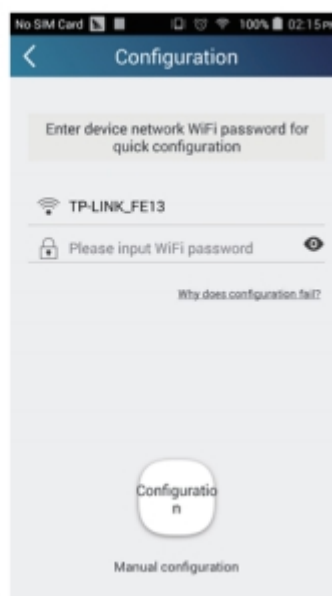 No SIM Card 100% 02:15PM
Configuration
Enter device network WiFi password for
quick configuration
TP-LINK_FE13
Please input WiFi password
Why does configuration fail?
Configuratio
n
Manual configuration